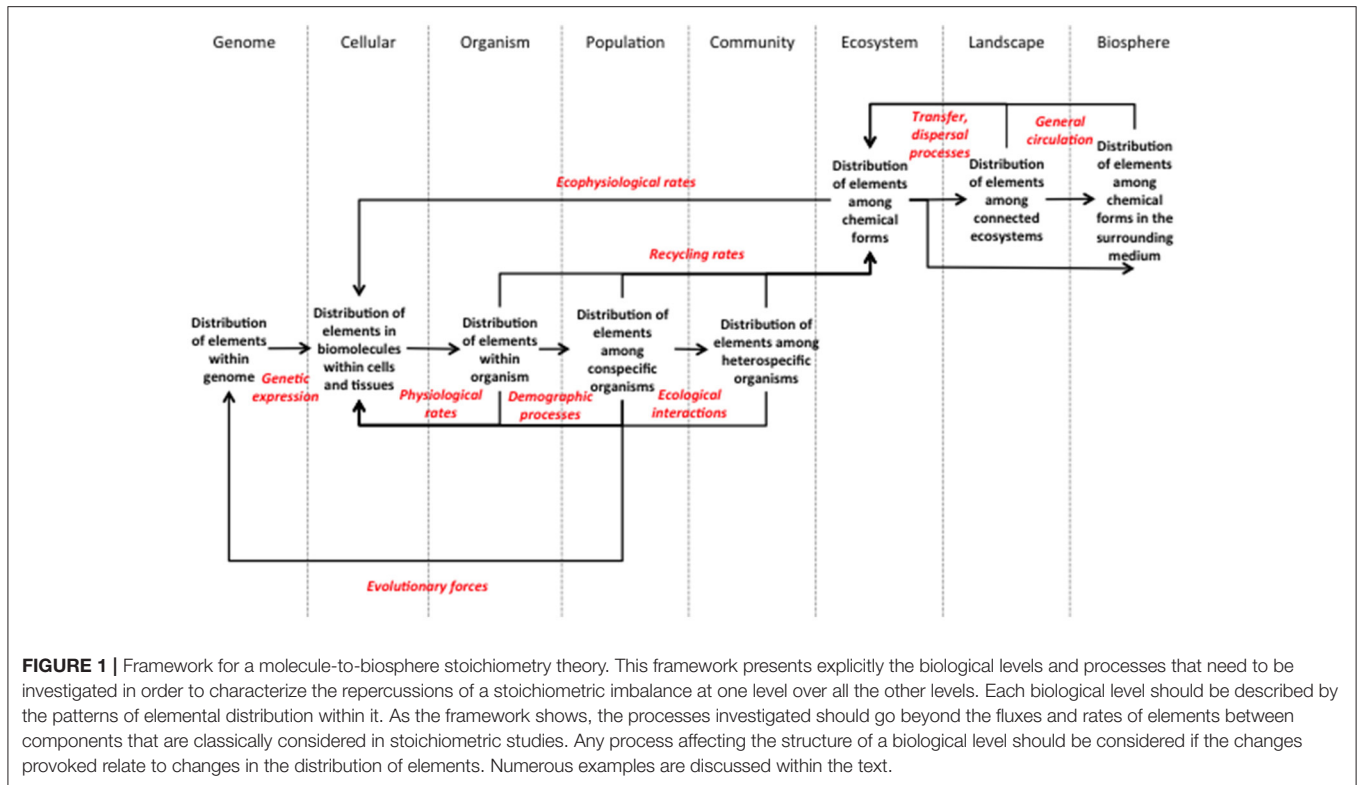 Genome Cellular Organism Population Community Ecosystem Landscape Biosphere
Transfer,
dispersal
processes
General
circulation
Distribution
of elements
among
chemical
forms
Distribution
of elements
among
connected
ecosystems
Distribution
of elements
among
chemical
forms in the
surrounding
medium
Ecophysiological rates
Recycling rates
Distribution
of elements
within
genome
Genetic
expression
Distribution of
elements in
biomolecules
within cells
and tissues
Physiological
rates
Distribution
of elements
within
organism
Demographic
processes
Distribution of
elements
among
conspecific
organisms
Ecological
interactions
Distribution of
elements among
heterospecific
organisms
Evolutionary forces
FIGURE 1 | Framework for a molecule-to-biosphere stoichiometry theory. This framework presents explicitly the biological levels and processes that need to be
investigated in order to characterize the repercussions of a stoichiometric imbalance at one level over all the other levels. Each biological level should be described by
the patterns of elemental distribution within it. As the framework shows, the processes investigated should go beyond the fluxes and rates of elements between
components that are classically considered in stoichiometric studies. Any process affecting the structure of a biological level should be considered if the changes
provoked relate to changes in the distribution of elements. Numerous examples are discussed within the text.